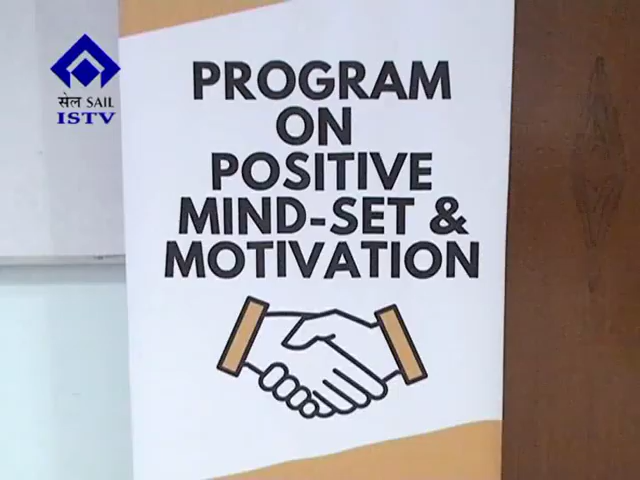 सेल SAIL
ISTV
PROGRAM
ON
POSITIVE
MIND-SET &
MOTIVATION